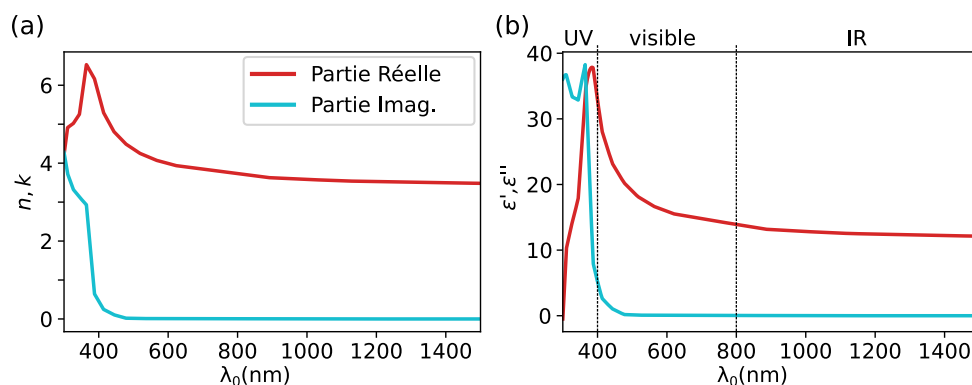 (a)
Partie Réelle
Partie Imag.
n, k
6
4
2
0
400 600 800 1000 1200 1400
λ₀(nm)
(b)
UV visible IR
ε',ε''
40
30
20
10
0
400 600 800 1000 1200 1400
λ₀(nm)